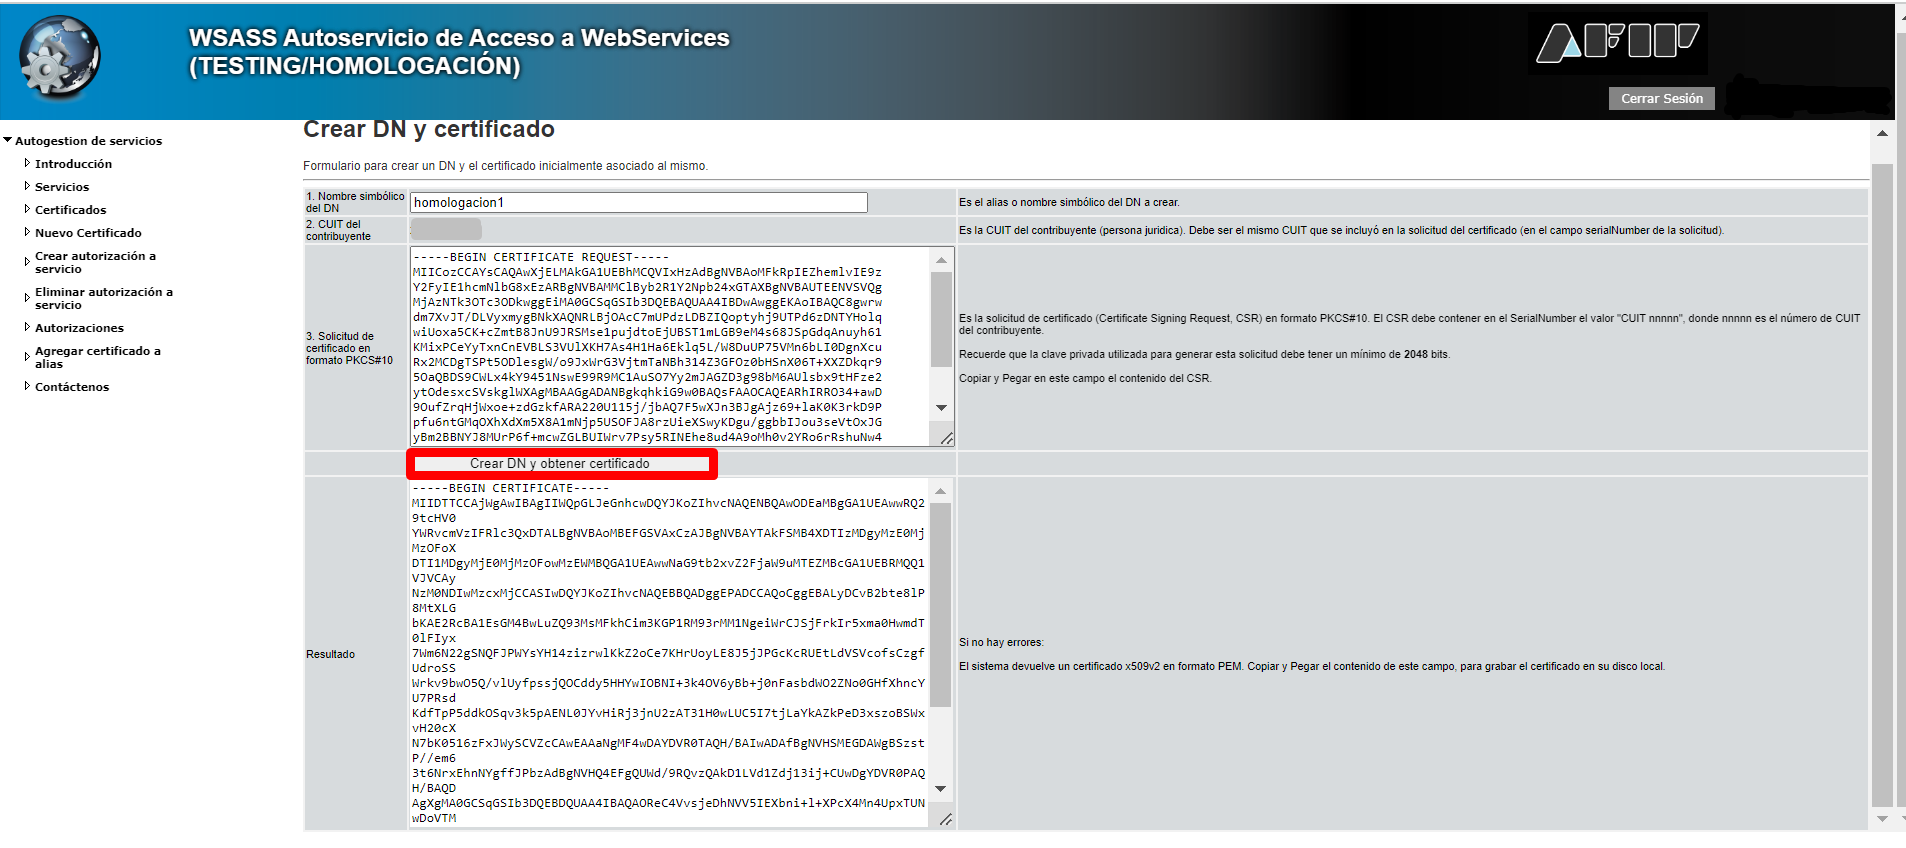 WSASS Autoservicio de Acceso a WebServices
(TESTING/HOMOLOGACIÓN)
AFIP
Cerrar Sesión
Autogestion de servicios
Introducción
Servicios
Certificados
Nuevo Certificado
Crear autorización a
servicio
Eliminar autorización a
servicio
Autorizaciones
Agregar certificado a
alias
Contáctenos
Crear DN y certificado
Formulario para crear un DN y el certificado inicialmente asociado al mismo.
1. Nombre simbólico
del DN
homologacion1
Es el alias o nombre simbólico del DN a crear.
2. CUIT del
contribuyente
Es la CUIT del contribuyente (persona juridica). Debe ser el mismo CUIT que se incluyó en la solicitud del certificado (en el campo serialNumber de la solicitud).
3. Solicitud de
certificado en
formato PKCS#10
-----BEGIN CERTIFICATE REQUEST-----
MIICozCCAYsCAQAwXjELMAkGA1UEBhMCQVIxHzAdBgNVBAoMFkRpIEZhemlvIE9z
Y2FyIE1hcmNlbG8xEzARBgNVBAMMClByb2R1Y2Npb24xGTAXBgNVBAUTEENVSVQg
MjAzNTk3OTc3ODkwggEiMA0GCSqGSIb3DQEBAQUAA4IBDwAwggEKAoIBAQC8gwrw
dm7XvJT/DLVyxmygBNkXAQNRLBjOAcC7mUPdzLDBZIQoptyhj9UTPd6zDNTYHolq
wiUoxa5CK+cZmtB8JnU9JRSMse1pujdtoEjUBST1mLGB9eM4s68JSpGdqAnuyh61
KMixPCeYyTxnCnEVBLS3VUlXKH7As4H1Ha6Eklq5L/W8DuUP75VMn6bLI0DgnXcu
Rx2MCDgTSPt5ODlesgW/o9JxWrG3VjtmTaNBh314Z3GFOz0bHSnX06T+XXZDkqr9
5OaQBDS9CWLx4kY9451NswE99R9MC1AuSO7Yy2mJAGZD3g98bM6AUlsbx9tHFze2
ytOdesxcSVskglWXAgMBAAGgADANBgkqhkiG9w0BAQsFAAOCAQEARhIRRO34+awD
9OufZrqHjWxoe+zdGzkfARA220U115j/jbAQ7F5wXJn3BJgAjz69+laK0K3rkD9P
pfu6ntGMqOXhXdXm5X8A1mNjp5USOFJA8rzUieXSwyKDgu/ggbbIJou3seVtOxJG
yBm2BBNYJ8MUrP6f+mcwZGLBUIWrv7Psy5RINEhe8ud4A9oMh0v2YRo6rRshuNw4
Es la solicitud de certificado (Certificate Signing Request, CSR) en formato PKCS#10. El CSR debe contener en el SerialNumber el valor "CUIT nnnnn", donde nnnnn es el número de CUIT
del contribuyente.
Recuerde que la clave privada utilizada para generar esta solicitud debe tener un mínimo de 2048 bits.
Copiar y Pegar en este campo el contenido del CSR.
Crear DN y obtener certificado
Resultado
-----BEGIN CERTIFICATE-----
MIIDTTCCAjWgAwIBAgIIWQpGLJeGnhcwDQYJKoZIhvcNAQENBQAwODEaMBgGA1UEAwwRQ2
9tcHV0
YWRvcmVzIFRlc3QxDTALBgNVBAoMBEFGSVAxCzAJBgNVBAYTAkFSMB4XDTIzMDgyMzE0Mj
MzOFoX
DTI1MDgyMjE0MjMzOFowMzEWMBQGA1UEAwwNaG9tb2xvZ2FjaW9uMTEZMBcGA1UEBRMQQ1
VJVCAy
NzM0NDIwMzcxMjCCASIwDQYJKoZIhvcNAQEBBQADggEPADCCAQoCggEBALyDCvB2bte8lP
8MtXLG
bKAE2RcBA1EsGM4BwLuZQ93MsMFkhCim3KGP1RM93rMM1NgeiWrCJSjFrkIr5xma0HwmdT
0lFIyx
7Wm6N22gSNQFJPWYsYH14zizrwlKkZ2oCe7KHrUoyLE8J5jJPGcKcRUEtLdVSVcofsCzgf
UdroSS
Wrkv9bwO5Q/vlUyfpssjQOCddy5HHYwIOBNI+3k4OV6yBb+j0nFasbdWO2ZNo0GHfXhncY
U7PRsd
KdfTpP5ddkOSqv3k5pAENL0JYvHiRj3jnU2zAT31H0wLUC5I7tjLaYkAZkPeD3xszoBSWx
vH20cX
N7bK0516zFxJWySCVZcCAwEAAaNgMF4wDAYDVR0TAQH/BAIwADAfBgNVHSMEGDAWgBSzst
P//em6
3t6NrxEhnNYgffJPbzAdBgNVHQ4EFgQUWd/9RQvzQAkD1LVd1Zdj13ij+CUwDgYDVR0PAQ
H/BAQD
AgXgMA0GCSqGSIb3DQEBDQUAA4IBAQAOReC4VvsjeDhNVV5IEXbni+l+XPcX4Mn4UpxTUN
wDoVTM
Si no hay errores:
El sistema devuelve un certificado x509v2 en formato PEM. Copiar y Pegar el contenido de este campo, para grabar el certificado en su disco local.